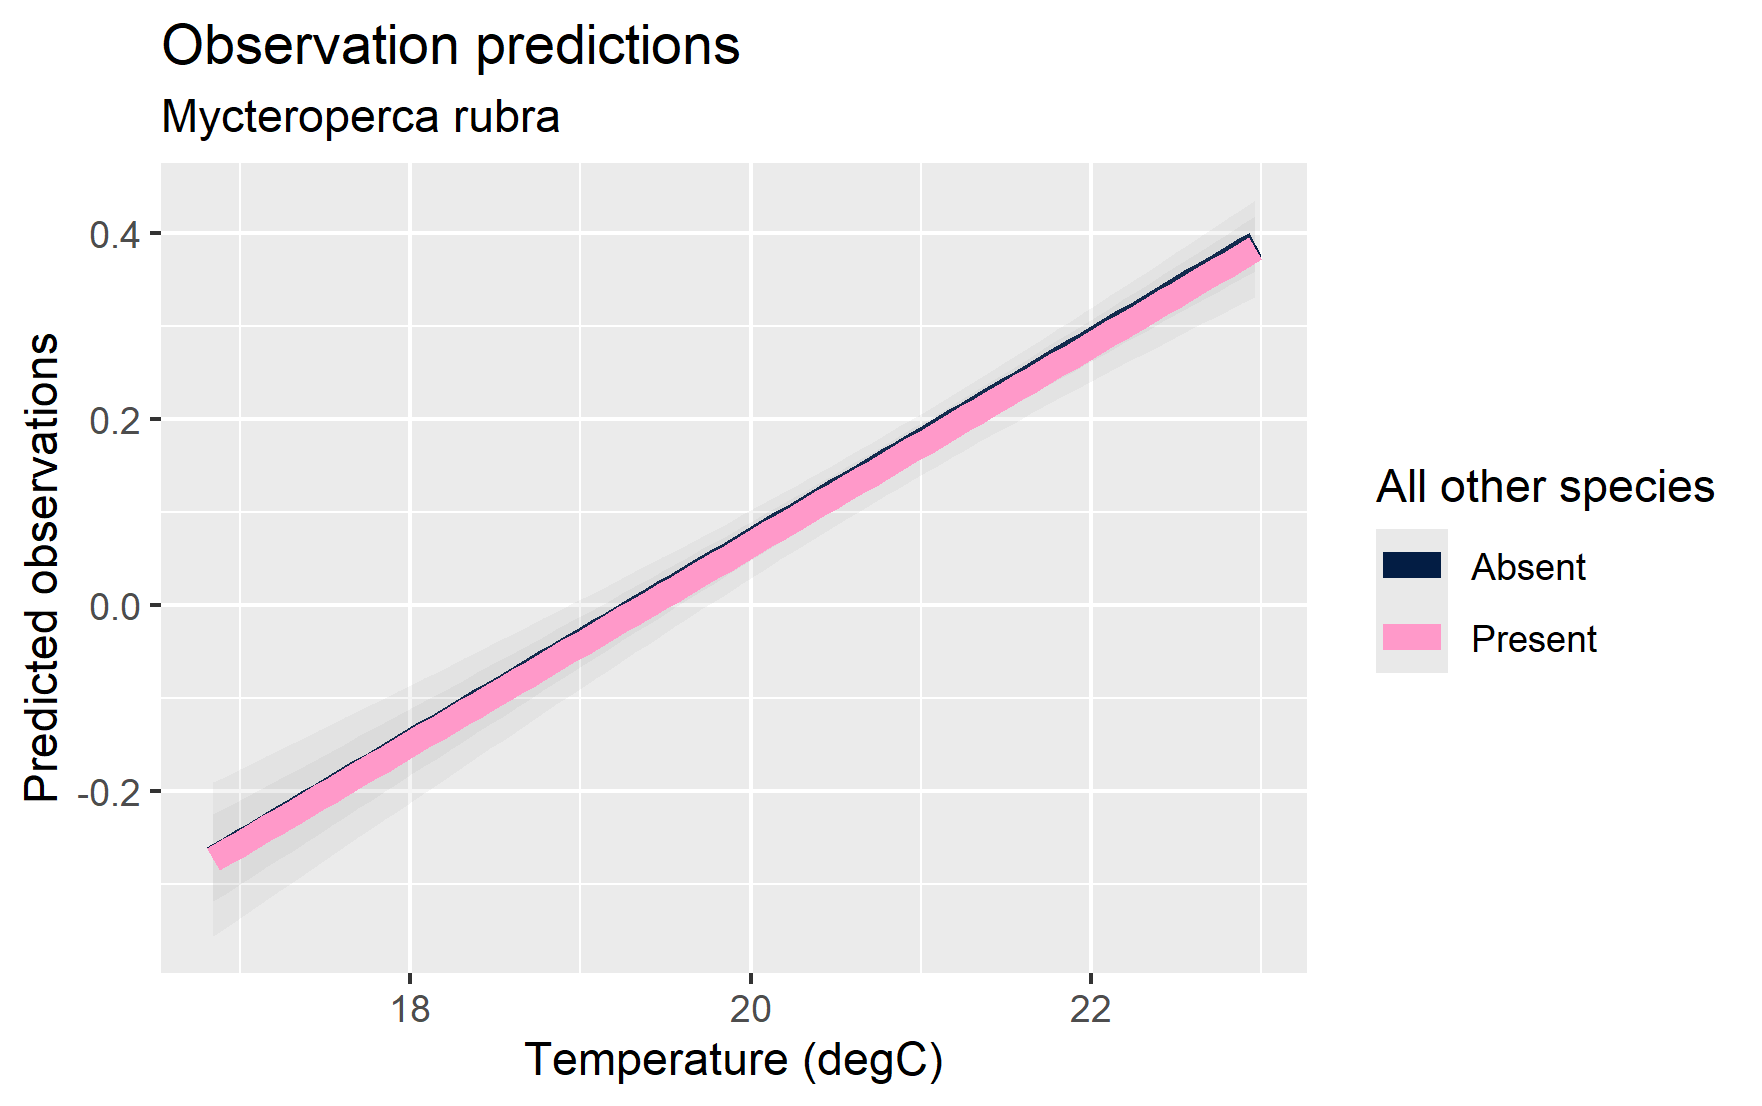 Observation predictions
Mycteroperca rubra
Predicted observations
0.4
0.2
0.0
-0.2
18
20
22
Temperature (degC)
All other species
Absent
Present